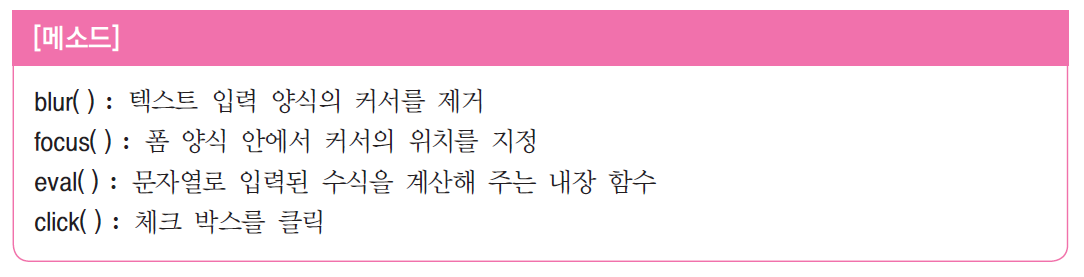 [메소드]
blur( ) : 텍스트 입력 양식의 커서를 제거
focus( ) : 폼 양식 안에서 커서의 위치를 지정
eval( ) : 문자열로 입력된 수식을 계산해 주는 내장 함수
click( ) : 체크 박스를 클릭